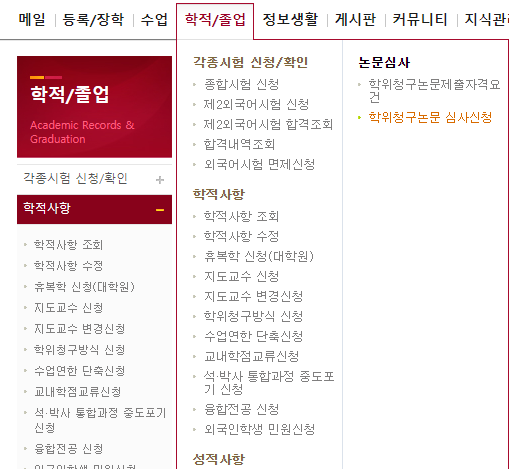 메일 등록/장학 수업 학적/졸업 정보생활 게시판 커뮤니티 지식관
학적/졸업
Academic Records &
Graduation
각종시험 신청/확인
학적사항
학적사항 조회
학적사항 수정
휴복학 신청(대학원)
지도교수 신청
지도교수 변경신청
학위청구방식 신청
수업연한 단축신청
교내학점교류신청
석·박사 통합과정 중도포기
신청
융합전공 신청
외국인학생 민원신청
각종시험 신청/확인
종합시험 신청
제2외국어시험 신청
제2외국어시험 합격조회
합격내역조회
외국어시험 면제신청
학적사항
학적사항 조회
학적사항 수정
휴복학 신청(대학원)
지도교수 신청
지도교수 변경신청
학위청구방식 신청
수업연한 단축신청
교내학점교류신청
석·박사 통합과정 중도포
기 신청
융합전공 신청
외국인학생 민원신청
성적사항
논문심사
학위청구논문제출자격요
건
학위청구논문 심사신청